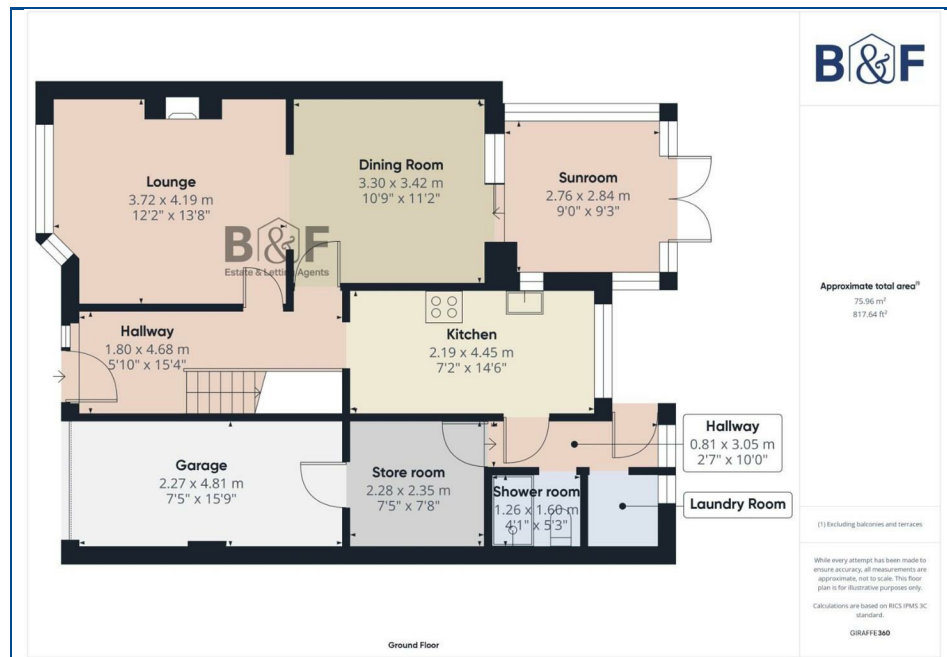 B&F
Lounge
3.72 x 4.19 m
12'2" x 13'8"
Dining Room
3.30 x 3.42 m
10'9" x 11'2"
Sunroom
2.76 x 2.84 m
9'0" x 9'3"
B&F
Estate & Letting Agents
Hallway
1.80 x 4.68 m
5'10" x 15'4"
Kitchen
2.19 x 4.45 m
7'2" x 14'6"
Hallway
0.81 x 3.05 m
2'7" x 10'0"
Garage
2.27 x 4.81 m
7'5" x 15'9"
Store room
2.28 x 2.35 m
7'5" x 7'8"
Shower room
1.26 x 1.60 m
4'1" x 5'3"
Laundry Room
Ground Floor
Approximate total area(1)
75.96 m²
817.64 ft²
(1) Excluding balconies and terraces
While every attempt has been made to
ensure accuracy, all measurements are
approximate, not to scale. This floor
plan is for illustrative purposes only.
Calculations are based on RICS IPMS 3C
standard.
GIRAFFE360